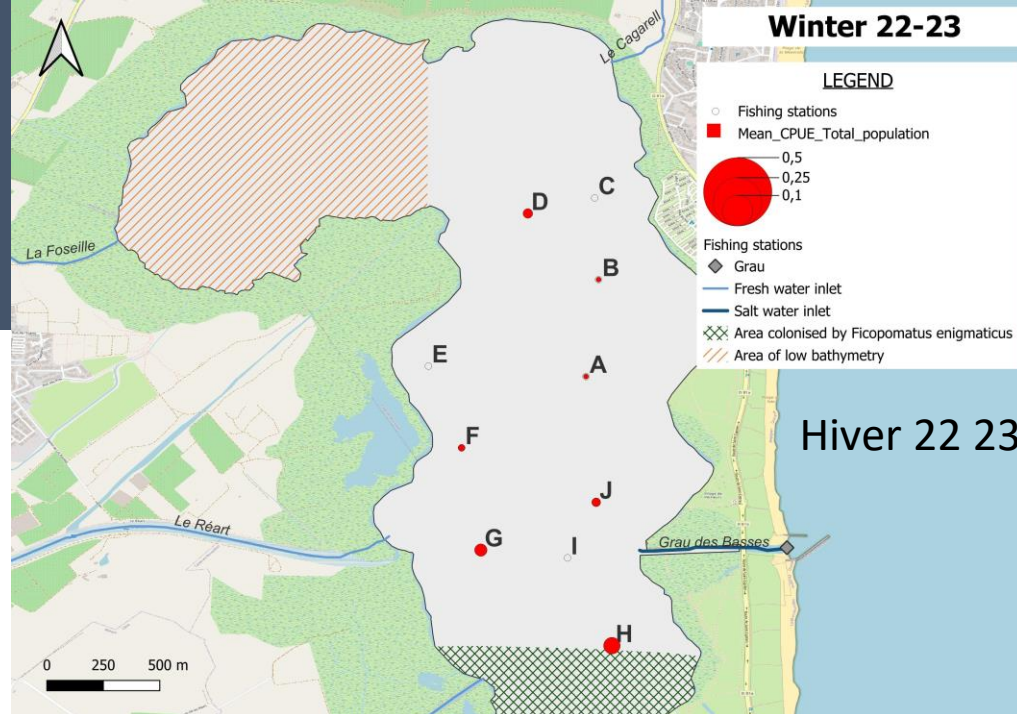 Winter 22-23
LEGEND
Fishing stations
Mean_CPUE_Total_population
0,5
0,25
0,1
Fishing stations
Grau
Fresh water inlet
Salt water inlet
Area colonised by Ficopomatus enigmaticus
Area of low bathymetry
Le Cagarell
C
D
La Foseille
B
E
A
F
Hiver 22 23
J
Le Réart
G
I
Grau des Basses
H
0 250 500 m